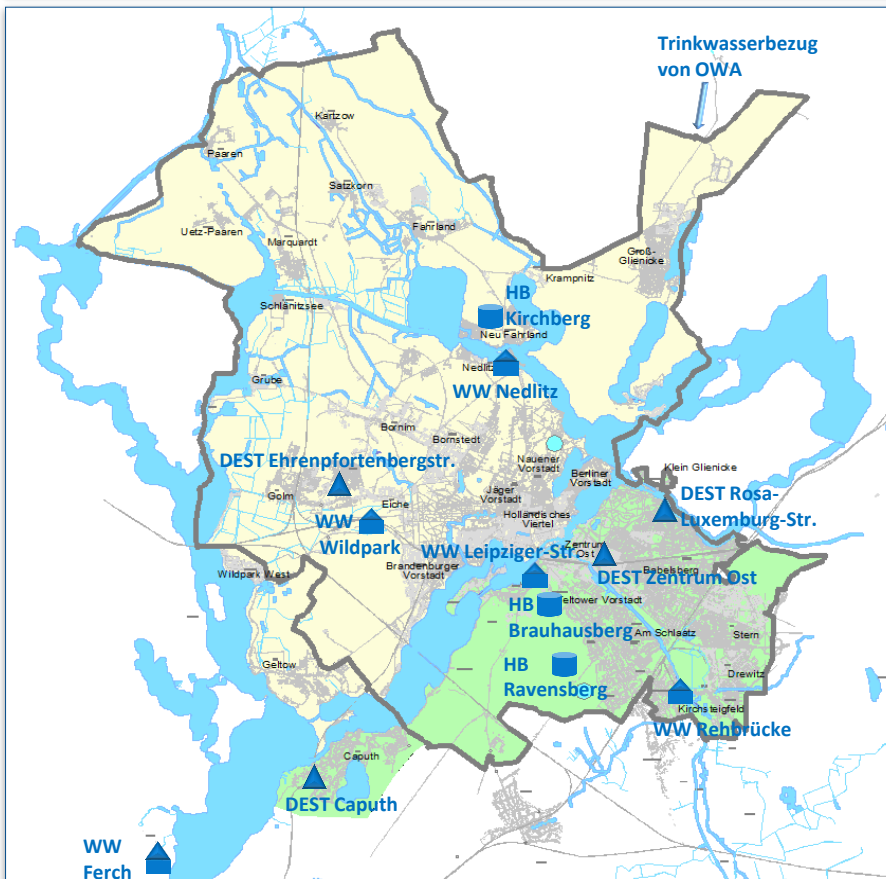 Trinkwasserbezug
von OWA
Kartzow
Paaren
Satzkorn
Uetz-Paaren
Fahrland
Marquardt
Groß-
Glienicke
Krampnitz
HB
Kirchberg
Schlänitzsee
Neu Fahrland
Nedlitz
WW Nedlitz
Grube
Bornim
Bornstedt
DEST Ehrenpfortenbergstr.
Nauener
Vorstadt
Berliner
Vorstadt
Klein Glienicke
Golm
Eiche
Jäger
Vorstadt
DEST Rosa-
Luxemburg-Str.
WW
Wildpark
Holländisches
Viertel
WW Leipziger-Str.
Zentrum
Ost
Brandenburger
Vorstadt
Wildpark West
Babelsberg
DEST Zentrum Ost
HB
Brauhausberg
Teltower Vorstadt
Am Schlaatz
Stern
Geltow
HB
Ravensberg
Drewitz
Kirchsteigfeld
WW Rehbrücke
Caputh
DEST Caputh
WW
Ferch